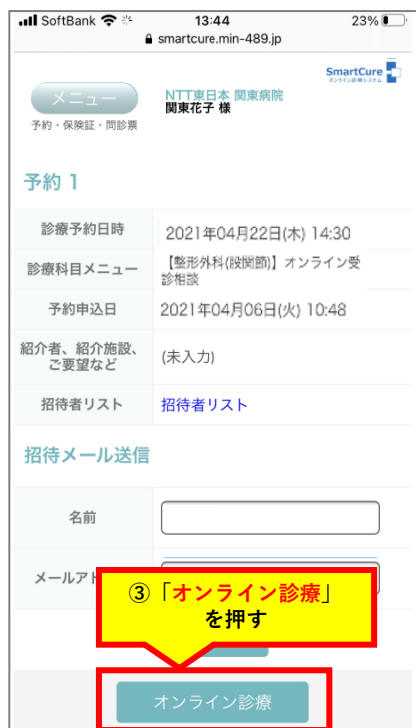 SoftBank 13:44 23%
smartcure.min-489.jp
SmartCure
オンライン診療システム
メニュー
予約・保険証・問診票
NTT東日本 関東病院
関東花子 様
予約 1
診療予約日時 2021年04月22日(木) 14:30
診療科目メニュー 【整形外科(股関節)】オンライン受
診相談
予約申込日 2021年04月06日(火) 10:48
紹介者、紹介施設、
ご要望など (未入力)
招待者リスト 招待者リスト
招待メール送信
名前
メールアド
③「オンライン診療」
を押す
オンライン診療